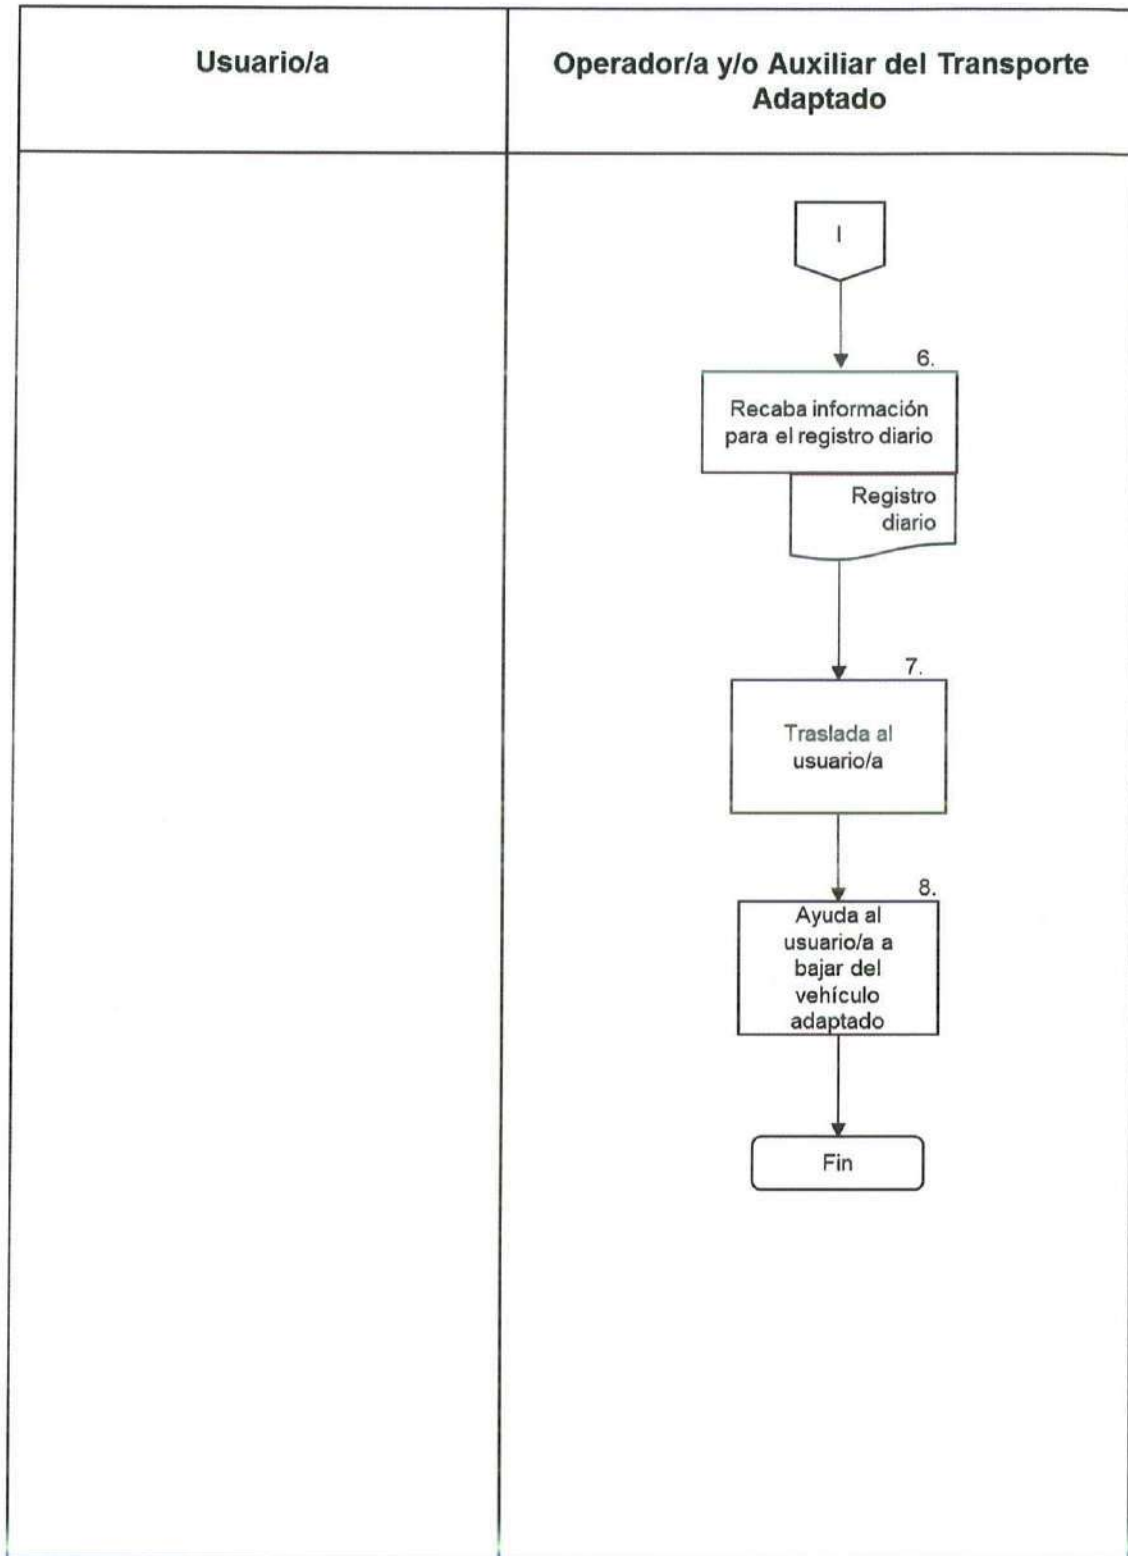 Usuario/a
Operador/a y/o Auxiliar del Transporte
Adaptado
I
6.
Recaba información
para el registro diario
Registro
diario
7.
Traslada al
usuario/a
8.
Ayuda al
usuario/a a
bajar del
vehículo
adaptado
Fin